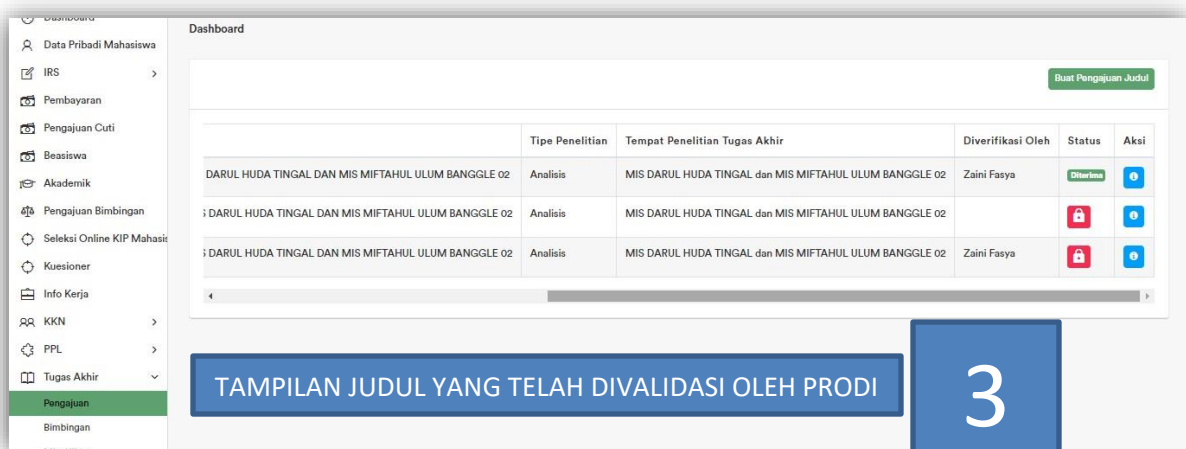 Dashboard
Data Pribadi Mahasiswa
IRS
Pembayaran
Pengajuan Cuti
Beasiswa
Akademik
Pengajuan Bimbingan
Seleksi Online KIP Mahasis
Kuesioner
Info Kerja
KKN
PPL
Tugas Akhir
Pengajuan
Bimbingan
Dashboard
Buat Pengajuan Judul
Tipe Penelitian Tempat Penelitian Tugas Akhir Diverifikasi Oleh Status Aksi
DARUL HUDA TINGAL DAN MIS MIFTAHUL ULUM BANGGLE 02 Analisis MIS DARUL HUDA TINGAL dan MIS MIFTAHUL ULUM BANGGLE 02 Zaini Fasya Diterima
DARUL HUDA TINGAL DAN MIS MIFTAHUL ULUM BANGGLE 02 Analisis MIS DARUL HUDA TINGAL dan MIS MIFTAHUL ULUM BANGGLE 02
DARUL HUDA TINGAL DAN MIS MIFTAHUL ULUM BANGGLE 02 Analisis MIS DARUL HUDA TINGAL dan MIS MIFTAHUL ULUM BANGGLE 02 Zaini Fasya
TAMPILAN JUDUL YANG TELAH DIVALIDASI OLEH PRODI
3